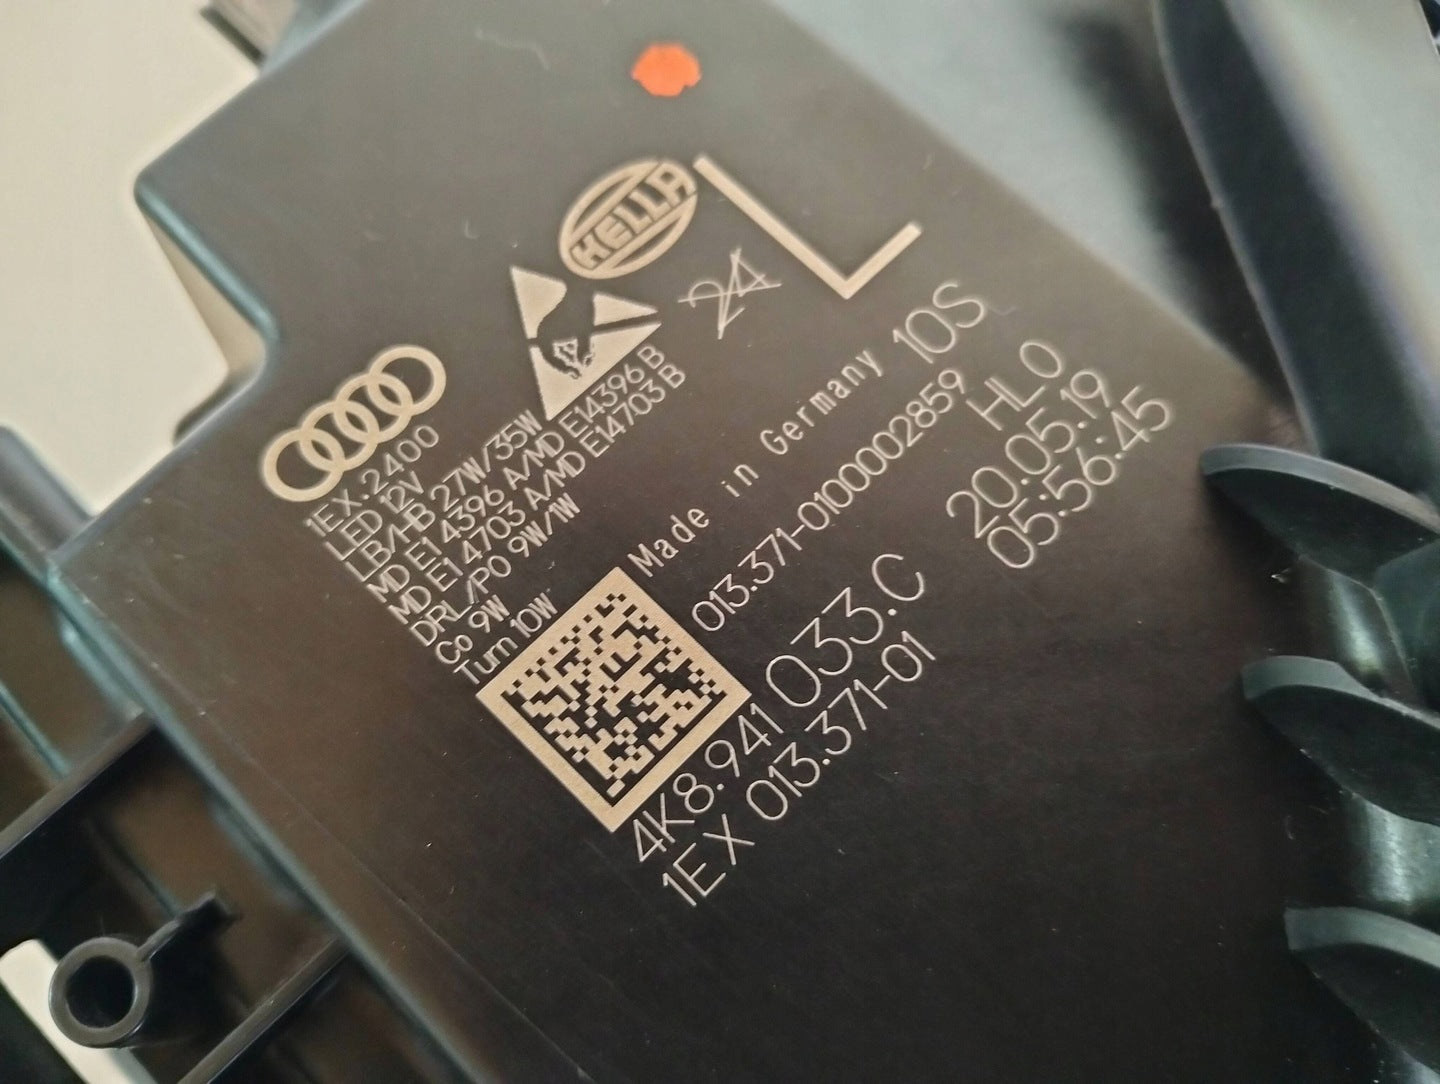 HELLA
L
24
1EX.2400
LED 12V
LB/HB 27W/35W
MD E1 4396 A/MD E14396 B
MD E1 4703 A/MD E14703 B
DRL/PO 9W/1W
Co 9W
Turn 10W
Made in Germany 10S
013.371-0100002859
HL0
20.05.19
05:56:45
4K8.941 033.C
1EX 013.371-01